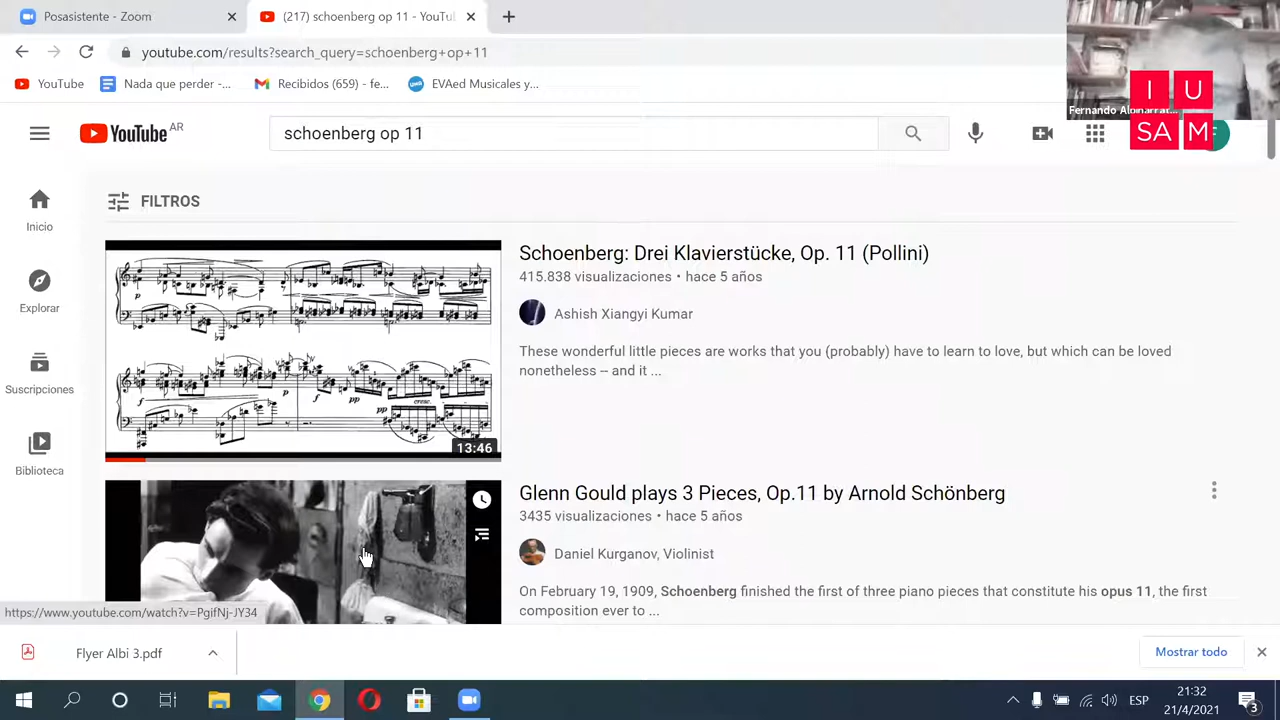 Posasistente - Zoom
(217) schoenberg op 11 - YouTu
youtube.com/results?search_query=schoenberg+op+11
YouTube
Nada que perder -...
Recibidos (659) - fe...
EVAed Musicales y...
Fernando
I U
SA M
YouTube AR
schoenberg op 11
FILTROS
Inicio
Explorar
Suscripciones
Biblioteca
Schoenberg: Drei Klavierstücke, Op. 11 (Pollini)
415.838 visualizaciones • hace 5 años
Ashish Xiangyi Kumar
These wonderful little pieces are works that you (probably) have to learn to love, but which can be loved
nonetheless -- and it ...
p
f
p
f
p
pp
cresc.
pp
13:46
Glenn Gould plays 3 Pieces, Op.11 by Arnold Schönberg
3435 visualizaciones • hace 5 años
Daniel Kurganov, Violinist
On February 19, 1909, Schoenberg finished the first of three piano pieces that constitute his opus 11, the first
composition ever to ...
https://www.youtube.com/watch?v=PgifNj-JY34
Flyer Albi 3.pdf
Mostrar todo
ESP
21:32
21/4/2021
3